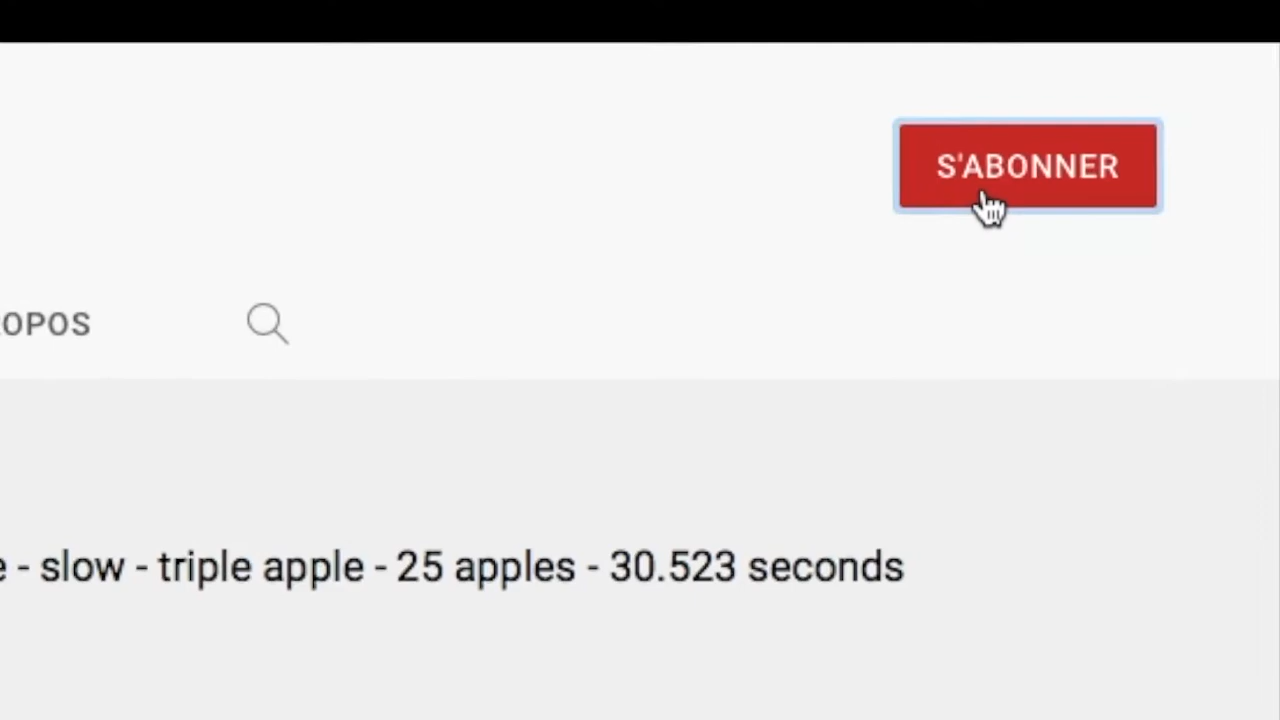 S'ABONNER
OPOS
- slow - triple apple - 25 apples - 30.523 seconds